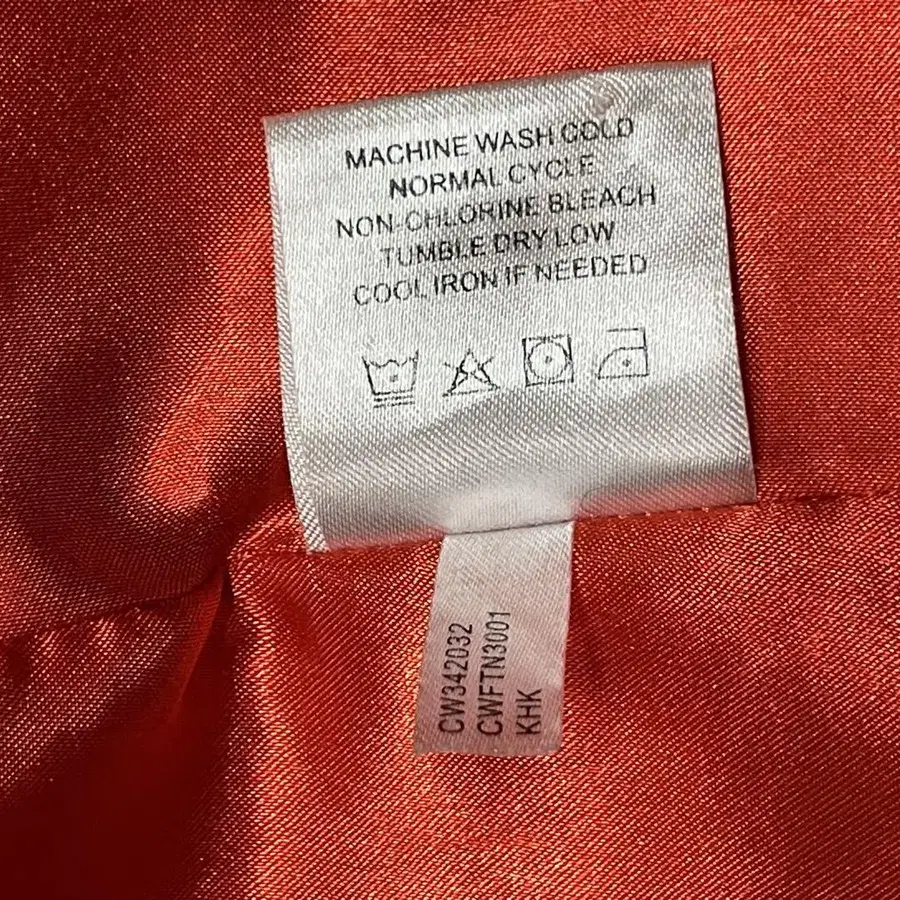 MACHINE WASH COLD
NORMAL CYCLE
NON-CHLORINE BLEACH
TUMBLE DRY LOW
COOL IRON IF NEEDED
CW342032
CWFTN3001
KHK